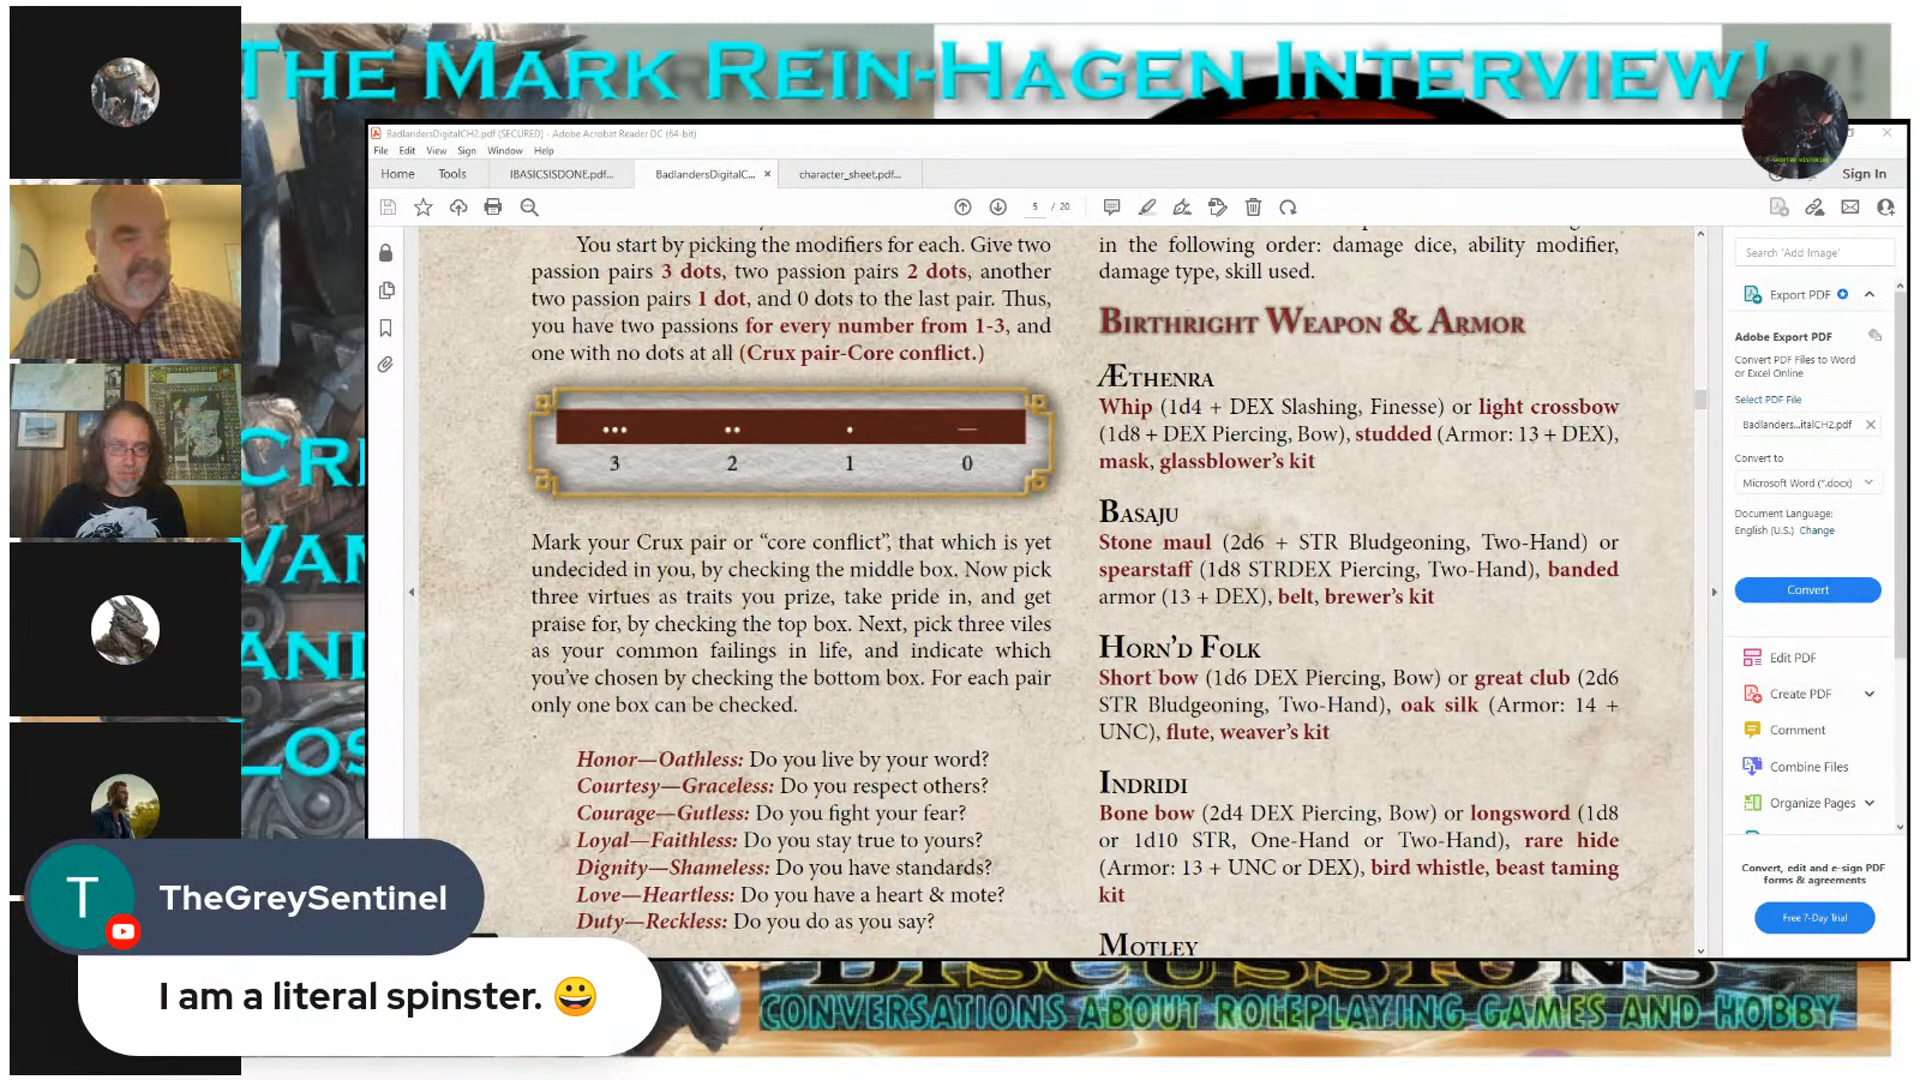 THE MARK REIN-HAGEN INTERVIEW!
BadlandersDigitalCH2.pdf (SECURED) - Adobe Acrobat Reader DC (64-bit)
File Edit View Sign Window Help
Home Tools IBASICSISDONE.pdf... BadlandersDigitalC... × character_sheet.pdf... Sign In
5 / 20
You start by picking the modifiers for each. Give two
passion pairs 3 dots, two passion pairs 2 dots, another
two passion pairs 1 dot, and 0 dots to the last pair. Thus,
you have two passions for every number from 1-3, and
one with no dots at all (Crux pair-Core conflict.)
3 2 1 0
Mark your Crux pair or “core conflict”, that which is yet
undecided in you, by checking the middle box. Now pick
three virtues as traits you prize, take pride in, and get
praise for, by checking the top box. Next, pick three viles
as your common failings in life, and indicate which
you’ve chosen by checking the bottom box. For each pair
only one box can be checked.
Honor—Oathless: Do you live by your word?
Courtesy—Graceless: Do you respect others?
Courage—Gutless: Do you fight your fear?
Loyal—Faithless: Do you stay true to yours?
Dignity—Shameless: Do you have standards?
Love—Heartless: Do you have a heart & mote?
Duty—Reckless: Do you do as you say?
in the following order: damage dice, ability modifier,
damage type, skill used.
BIRTHRIGHT WEAPON & ARMOR
ÆTHENRA
Whip (1d4 + DEX Slashing, Finesse) or light crossbow
(1d8 + DEX Piercing, Bow), studded (Armor: 13 + DEX),
mask, glassblower’s kit
BASAJU
Stone maul (2d6 + STR Bludgeoning, Two-Hand) or
spearstaff (1d8 STRDEX Piercing, Two-Hand), banded
armor (13 + DEX), belt, brewer’s kit
HORN’D FOLK
Short bow (1d6 DEX Piercing, Bow) or great club (2d6
STR Bludgeoning, Two-Hand), oak silk (Armor: 14 +
UNC), flute, weaver’s kit
INDRIDI
Bone bow (2d4 DEX Piercing, Bow) or longsword (1d8
or 1d10 STR, One-Hand or Two-Hand), rare hide
(Armor: 13 + UNC or DEX), bird whistle, beast taming
kit
MOTLEY
Search 'Add Image'
Export PDF
Adobe Export PDF
Convert PDF Files to Word
or Excel Online
Select PDF File
Badlanders...italCH2.pdf ×
Convert to
Microsoft Word (*.docx)
Document Language:
English (U.S.) Change
Convert
Edit PDF
Create PDF
Comment
Combine Files
Organize Pages
Convert, edit and e-sign PDF
forms & agreements
Free 7-Day Trial
CRI
VAM
AND
LOS
T TheGreySentinel
I am a literal spinster. 😀
DISCUSSIONS
CONVERSATIONS ABOUT ROLEPLAYING GAMES AND HOBBY